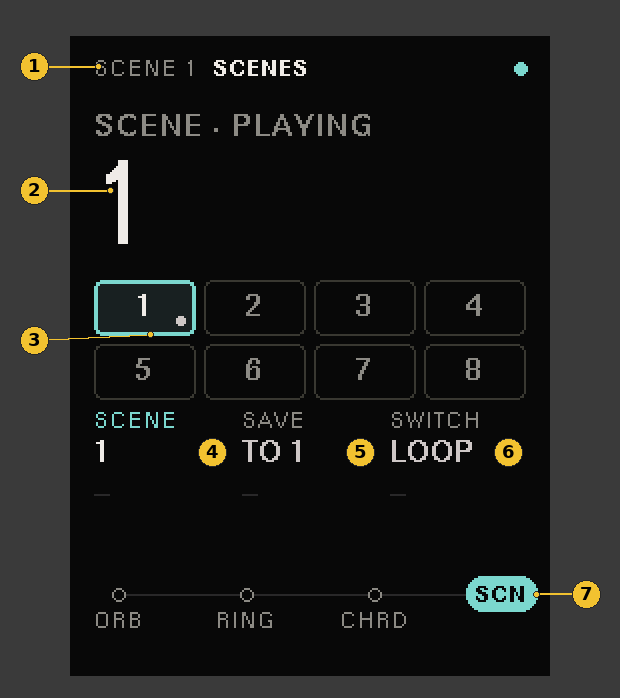 1 SCENE 1 SCENES
SCENE · PLAYING
2 1
1 2 3 4
3
5 6 7 8
SCENE SAVE SWITCH
1 4 TO 1 5 LOOP 6
SCN 7
ORB RING CHRD